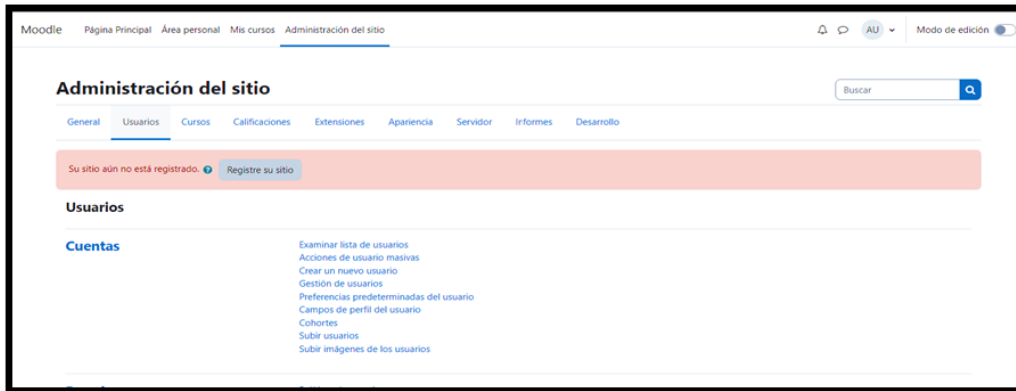 Moodle Página Principal Área personal Mis cursos Administración del sitio AU Modo de edición
Administración del sitio
Buscar
General Usuarios Cursos Calificaciones Extensiones Apariencia Servidor Informes Desarrollo
Su sitio aún no está registrado. Registre su sitio
Usuarios
Cuentas
Examinar lista de usuarios
Acciones de usuario masivas
Crear un nuevo usuario
Gestión de usuarios
Preferencias predeterminadas del usuario
Campos de perfil del usuario
Cohortes
Subir usuarios
Subir imágenes de los usuarios